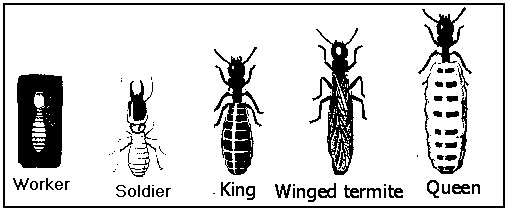 Worker
Soldier
King
Winged termite
Queen